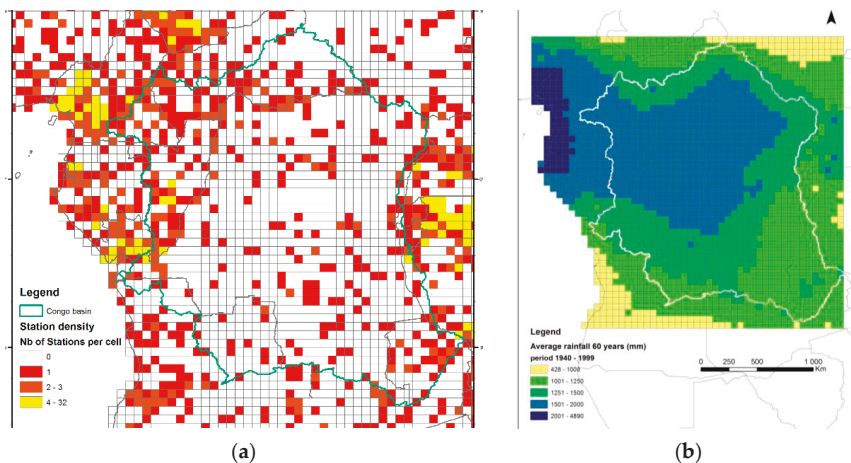 Legend
Congo basin
Station density
Nb of Stations per cell
0
1
2 - 3
4 - 32
(a)
Legend
Average rainfall 60 years (mm)
period 1940 - 1999
428 - 1000
1001 - 1250
1251 - 1500
1501 - 2000
2001 - 4890
0 250 500 1 000
Km
(b)